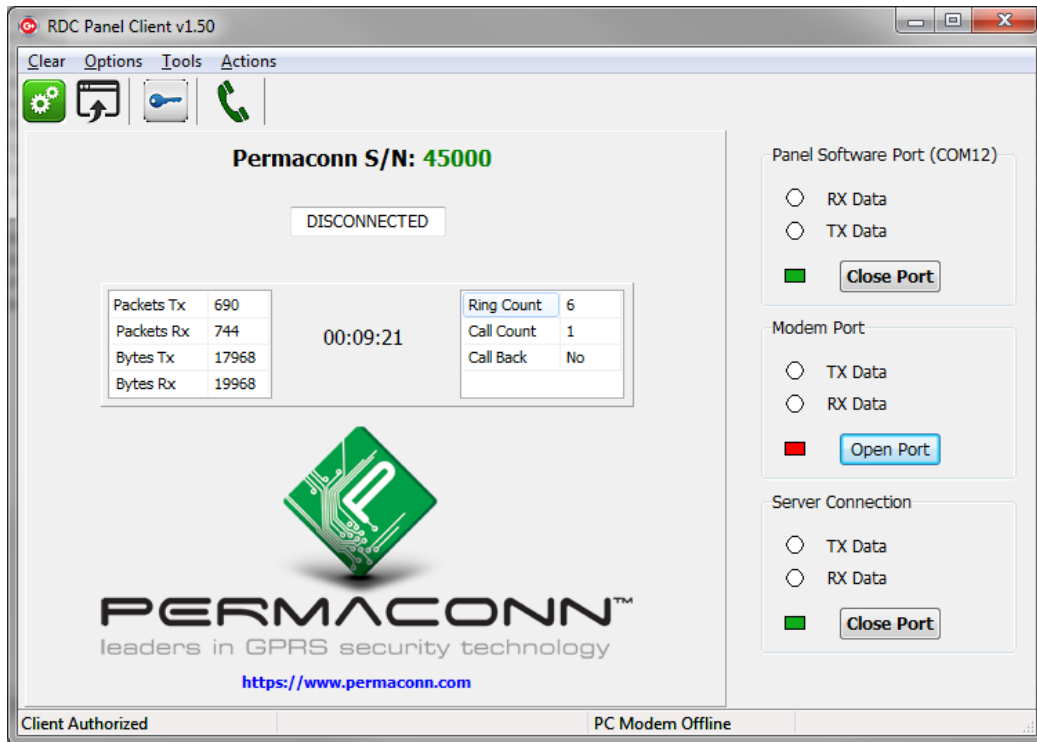 RDC Panel Client v1.50
Clear Options Tools Actions
Permaconn S/N: 45000
DISCONNECTED
Packets Tx 690
Packets Rx 744
Bytes Tx 17968
Bytes Rx 19968
00:09:21
Ring Count 6
Call Count 1
Call Back No
PERMACONN™
leaders in GPRS security technology
https://www.permaconn.com
Panel Software Port (COM12)
RX Data
TX Data
Close Port
Modem Port
TX Data
RX Data
Open Port
Server Connection
TX Data
RX Data
Close Port
Client Authorized
PC Modem Offline